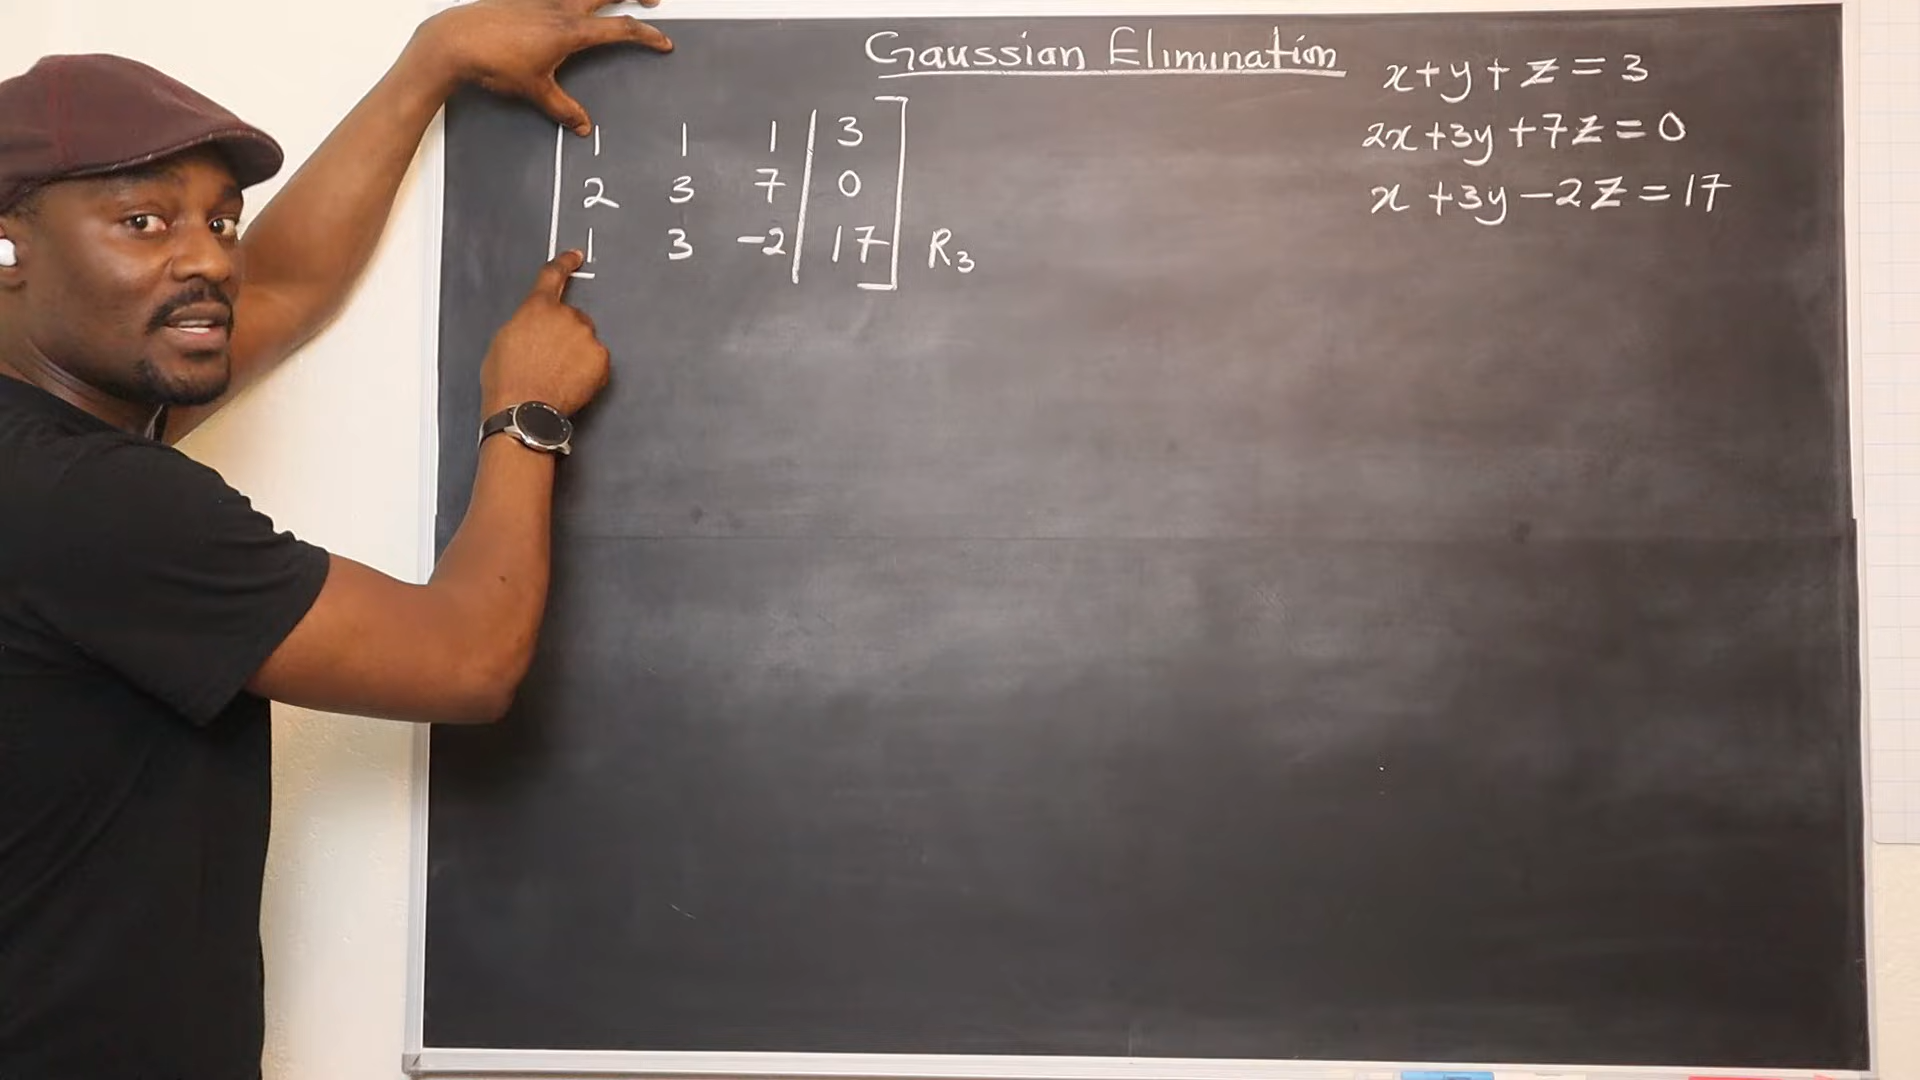 Gaussian Elimination
1 1 1 | 3
2 3 7 | 0
1 3 -2 | 17 R₃
x+y+z=3
2x+3y+7z=0
x+3y-2z=17